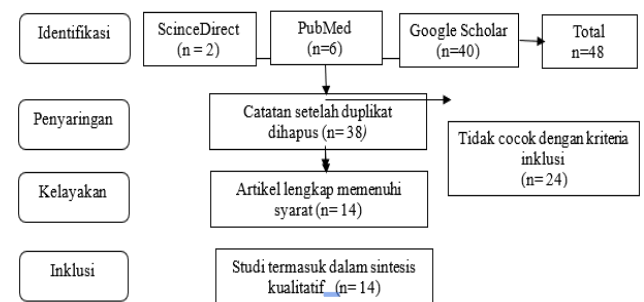 Identifikasi
ScinceDirect
(n = 2)
PubMed
(n=6)
Google Scholar
(n=40)
Total
n=48
Penyaringan
Catatan setelah duplikat
dihapus (n= 38)
Tidak cocok dengan kriteria
inklusi
(n= 24)
Kelayakan
Artikel lengkap memenuhi
syarat (n= 14)
Inklusi
Studi termasuk dalam sintesis
kualitatif (n= 14)